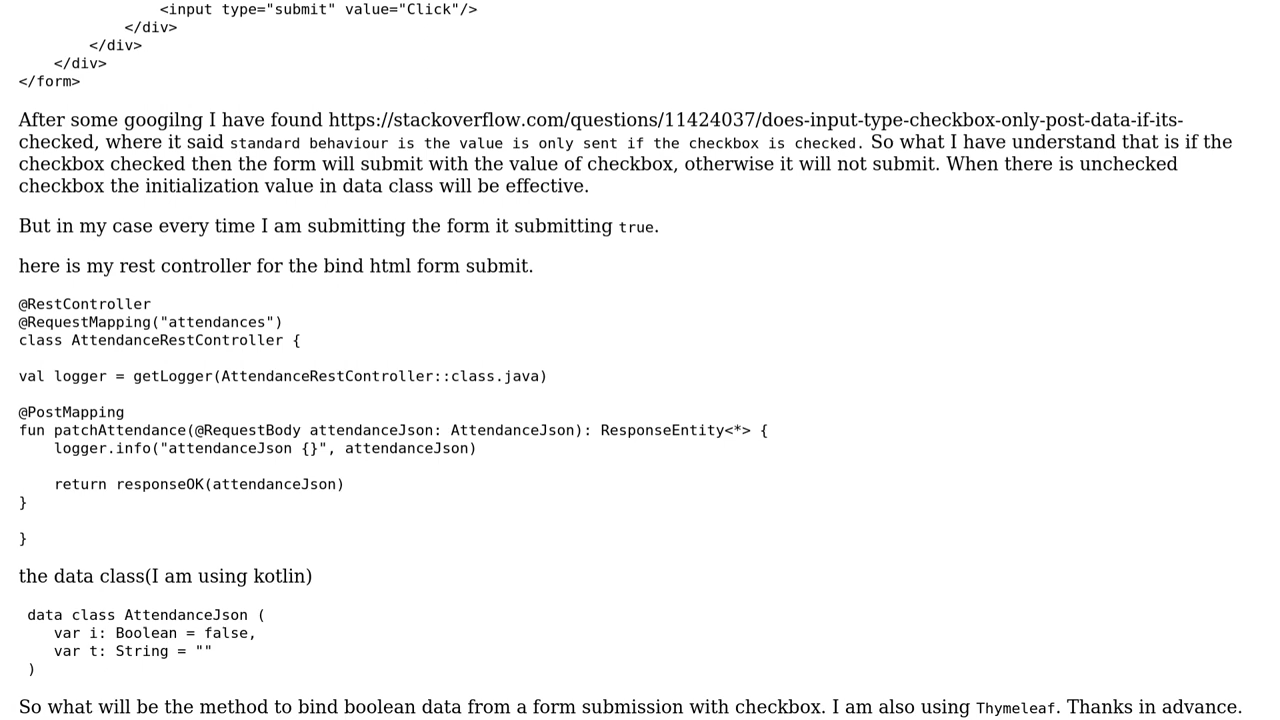 <input type="submit" value="Click"/>
</div>
</div>
</div>
</form>
After some googilng I have found https://stackoverflow.com/questions/11424037/does-input-type-checkbox-only-post-data-if-its-
checked, where it said standard behaviour is the value is only sent if the checkbox is checked. So what I have understand that is if the
checkbox checked then the form will submit with the value of checkbox, otherwise it will not submit. When there is unchecked
checkbox the initialization value in data class will be effective.
But in my case every time I am submitting the form it submitting true.
here is my rest controller for the bind html form submit.
@RestController
@RequestMapping("attendances")
class AttendanceRestController {
val logger = getLogger(AttendanceRestController::class.java)
@PostMapping
fun patchAttendance(@RequestBody attendanceJson: AttendanceJson): ResponseEntity<*> {
logger.info("attendanceJson {}", attendanceJson)
return responseOK(attendanceJson)
}
}
the data class(I am using kotlin)
data class AttendanceJson (
var i: Boolean = false,
var t: String = ""
)
So what will be the method to bind boolean data from a form submission with checkbox. I am also using Thymeleaf. Thanks in advance.